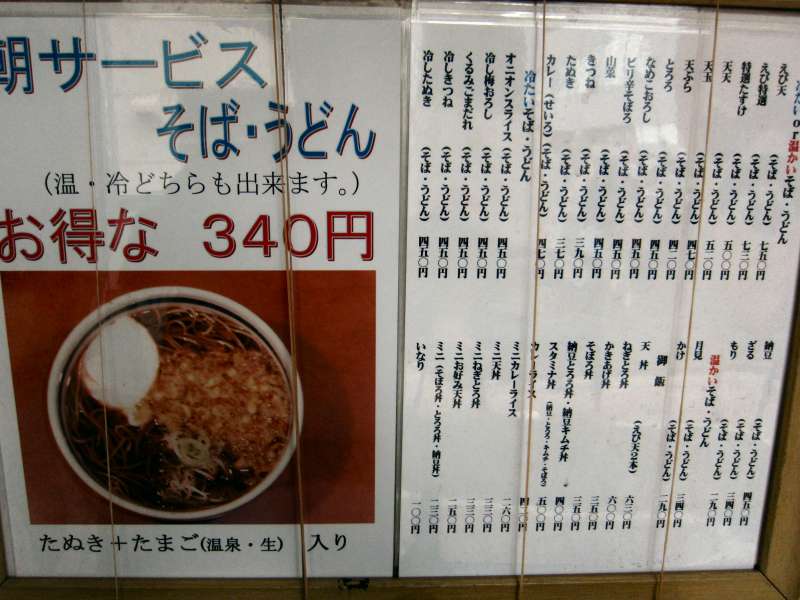 朝サービス
そば・うどん
(温・冷どちらも出来ます。)
お得な 340円
たぬき+たまご(温泉・生) 入り
冷たいor温かいそば・うどん
えび天 (そば・うどん) 七五〇円
えび特選 (そば・うどん) 七三〇円
特選たすけ (そば・うどん) 五〇〇円
天天 (そば・うどん) 五二〇円
天玉 (そば・うどん) 四七〇円
天ぷら (そば・うどん) 四二〇円
とろろ (そば・うどん) 四五〇円
なめこおろし (そば・うどん) 四五〇円
ピリ辛そぼろ (そば・うどん) 四五〇円
山菜 (そば・うどん) 四五〇円
きつね (そば・うどん) 三九〇円
たぬき (そば・うどん) 三七〇円
カレー(せいろ) (そば・うどん) 四七〇円
冷たいそば・うどん
オニオンスライス (そば・うどん) 四五〇円
冷し梅おろし (そば・うどん) 四五〇円
くるみごまだれ (そば・うどん) 四五〇円
冷しきつね (そば・うどん) 四五〇円
冷したぬき (そば・うどん) 四五〇円
納豆 (そば・うどん) 四五〇円
ざる (そば・うどん) 三四〇円
もり (そば・うどん) 二九〇円
温かいそば・うどん
月見 (そば・うどん) 三四〇円
かけ (そば・うどん) 二九〇円
御飯
天丼 (えび天2本) 六三〇円
ねぎとろ丼 六〇〇円
かきあげ丼 三五〇円
そぼろ丼 三五〇円
納豆とろろ丼・納豆キムチ丼 四〇〇円
スタミナ丼 (納豆・とろろ・キムチ・そぼろ) 五〇〇円
カレーライス 四二〇円
ミニカレーライス 二六〇円
ミニ天丼 三三〇円
ミニねぎとろ丼 三三〇円
ミニお好み天丼 二五〇円
ミニ(そぼろ丼・とろろ丼・納豆丼) 二三〇円
いなり 一〇〇円